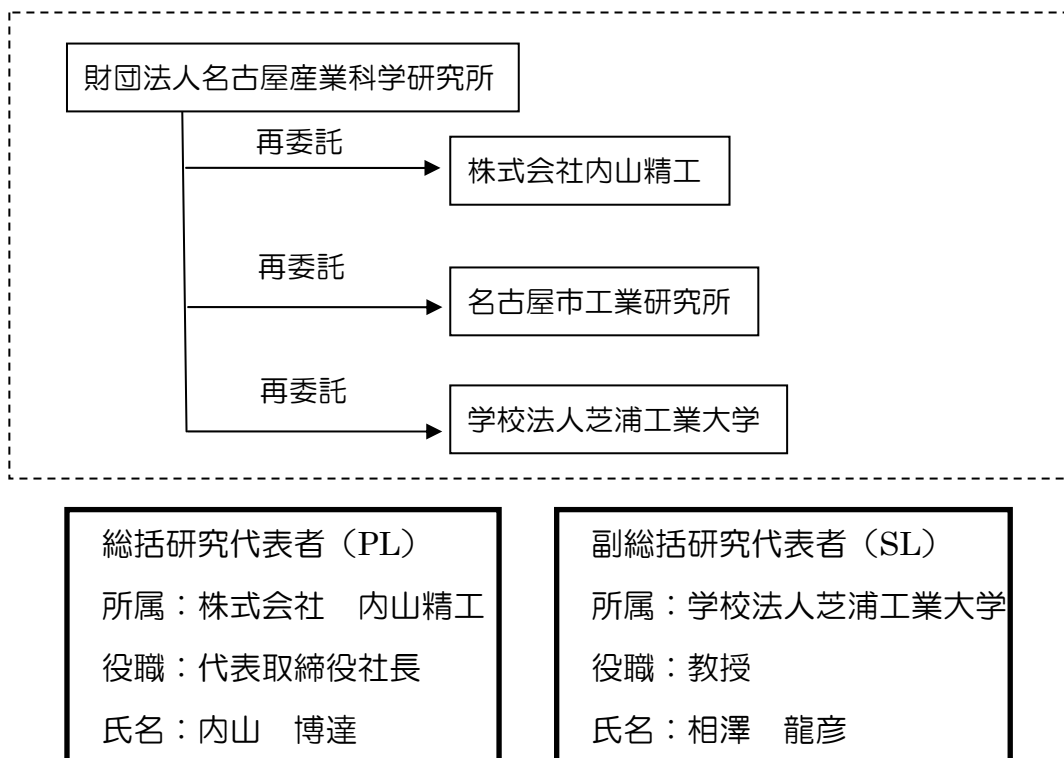 財団法人名古屋産業科学研究所
再委託
株式会社内山精工
再委託
名古屋市工業研究所
再委託
学校法人芝浦工業大学
総括研究代表者（PL）
所属：株式会社　内山精工
役職：代表取締役社長
氏名：内山　博達
副総括研究代表者（SL）
所属：学校法人芝浦工業大学
役職：教授
氏名：相澤　龍彦